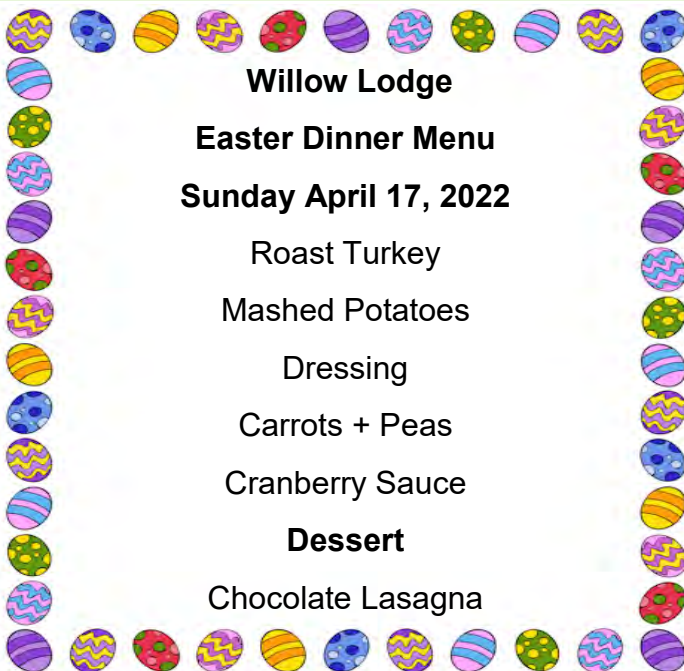 Willow Lodge
Easter Dinner Menu
Sunday April 17, 2022
Roast Turkey
Mashed Potatoes
Dressing
Carrots + Peas
Cranberry Sauce
Dessert
Chocolate Lasagna